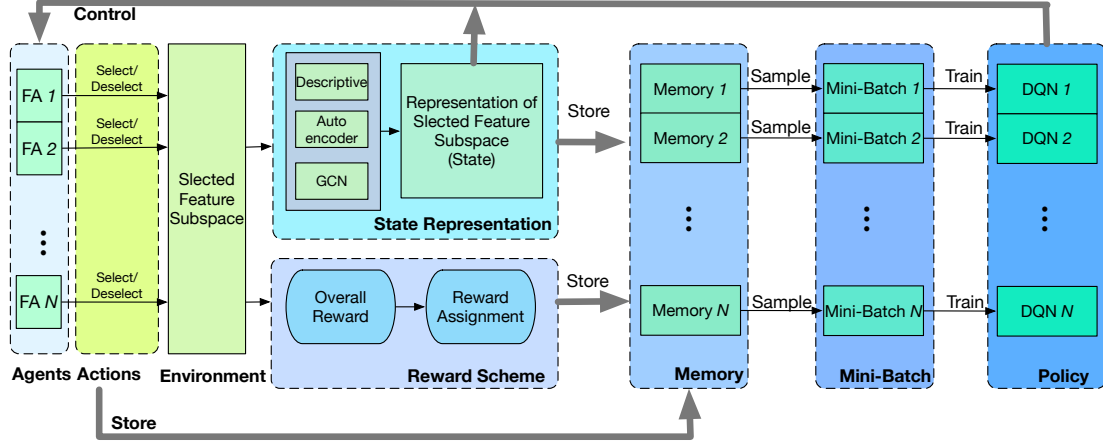 Control
FA 1
FA 2
FA N
Agents
Select/
Deselect
Select/
Deselect
Select/
Deselect
Actions
Slected
Feature
Subspace
Environment
Descriptive
Auto
encoder
GCN
Representation of
Slected Feature
Subspace
(State)
State Representation
Overall
Reward
Reward
Assignment
Reward Scheme
Store
Store
Store
Memory 1
Memory 2
Memory N
Memory
Sample
Sample
Sample
Mini-Batch 1
Mini-Batch 2
Mini-Batch N
Mini-Batch
Train
Train
Train
DQN 1
DQN 2
DQN N
Policy